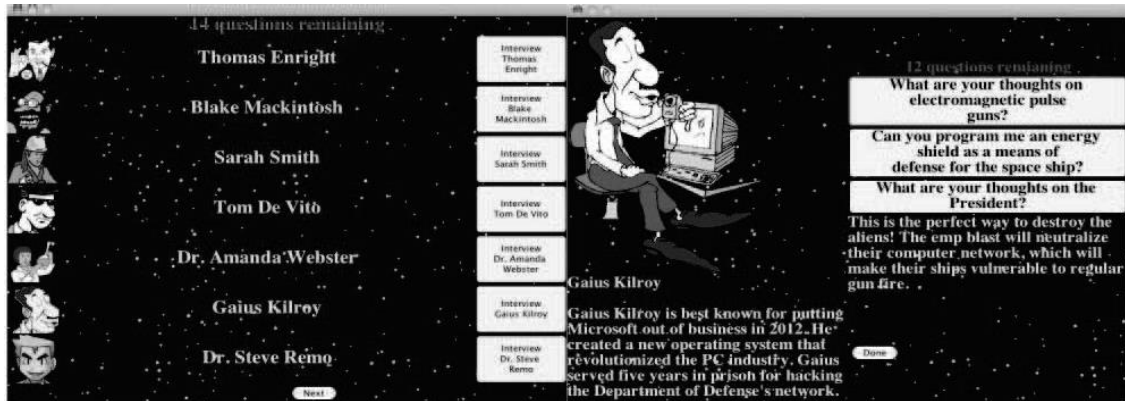 14 questions remaining
Thomas Enright
Interview
Thomas
Enright
Blake Mackintosh
Interview
Blake
Mackintosh
Sarah Smith
Interview
Sarah Smith
Tom De Vito
Interview
Tom De Vito
Dr. Amanda Webster
Interview
Dr. Amanda
Webster
Gaius Kilroy
Interview
Gaius Kilroy
Dr. Steve Remo
Interview
Dr. Steve
Remo
Next
12 questions remianing
What are your thoughts on
electromagnetic pulse
guns?
Can you program me an energy
shield as a means of
defense for the space ship?
What are your thoughts on the
President?
This is the perfect way to destroy the
aliens! The emp blast will neutralize
their computer network, which will
make their ships vulnerable to regular
gun fire.
Gaius Kilroy
Gaius Kilroy is best known for putting
Microsoft out of business in 2012. He
created a new operating system that
revolutionized the PC industry. Gaius
served five years in prison for hacking
the Department of Defense's network.
Done